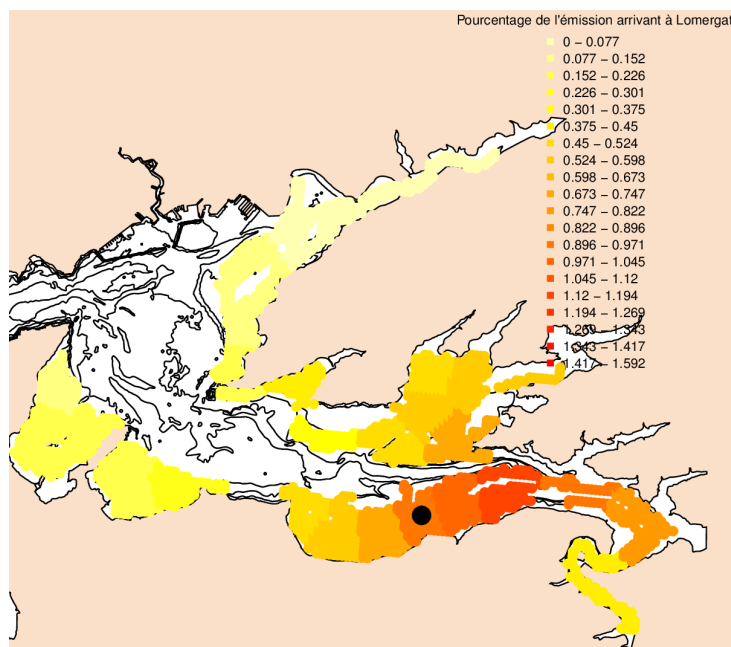 Pourcentage de l'émission arrivant à Lomergat
0 – 0.077
0.077 – 0.152
0.152 – 0.226
0.226 – 0.301
0.301 – 0.375
0.375 – 0.45
0.45 – 0.524
0.524 – 0.598
0.598 – 0.673
0.673 – 0.747
0.747 – 0.822
0.822 – 0.896
0.896 – 0.971
0.971 – 1.045
1.045 – 1.12
1.12 – 1.194
1.194 – 1.269
1.269 – 1.343
1.343 – 1.417
1.417 – 1.592